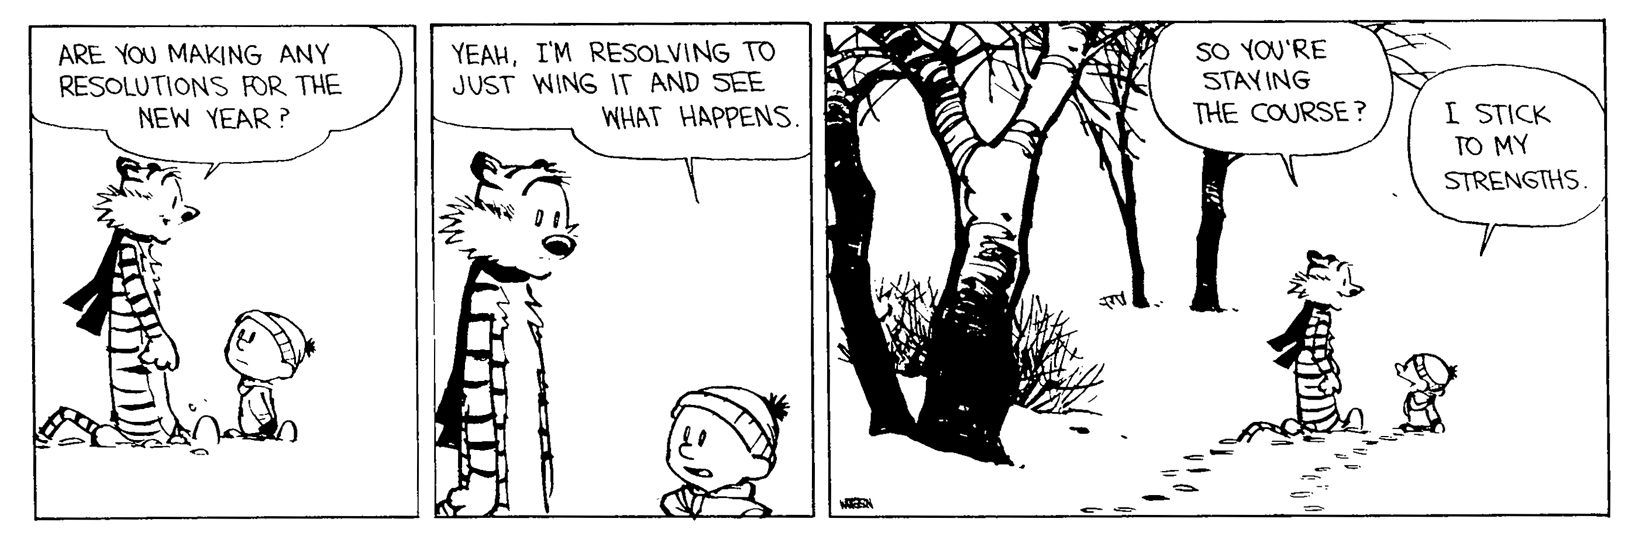 ARE YOU MAKING ANY
RESOLUTIONS FOR THE
NEW YEAR?
YEAH, I'M RESOLVING TO
JUST WING IT AND SEE
WHAT HAPPENS.
SO YOU'RE
STAYING
THE COURSE?
I STICK
TO MY
STRENGTHS.